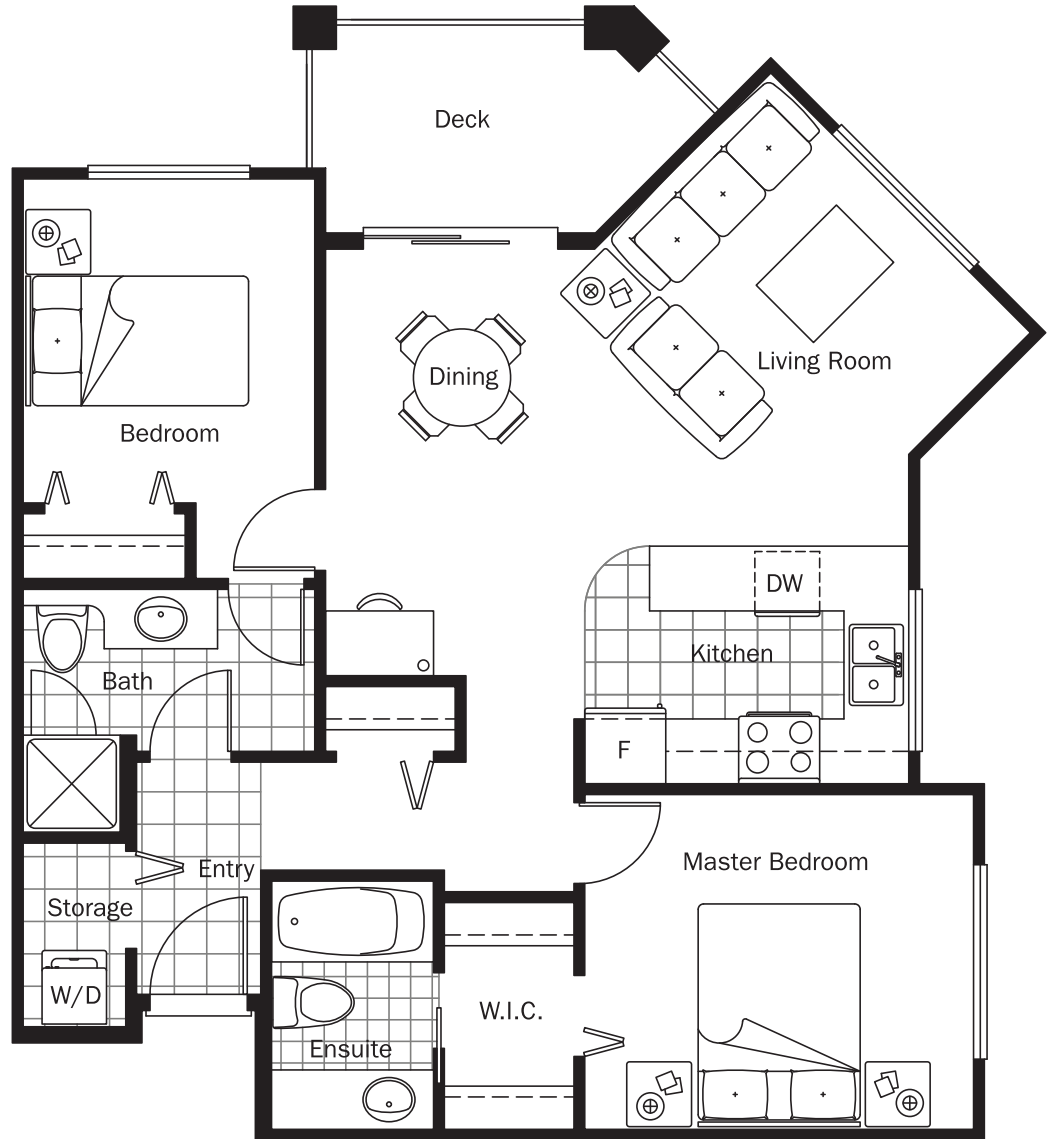 Deck
Living Room
Dining
Bedroom
DW
Kitchen
Bath
F
Master Bedroom
Entry
Storage
W/D
W.I.C.
Ensuite